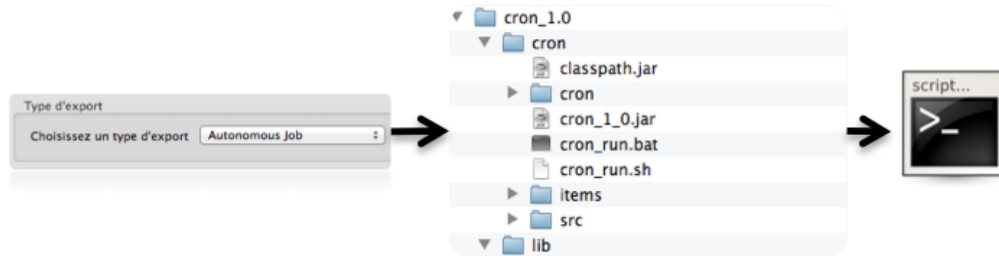 Type d'export
Choisissez un type d'export Autonomous Job
cron_1.0
cron
classpath.jar
cron
cron_1_0.jar
cron_run.bat
cron_run.sh
items
src
lib
script...
>_